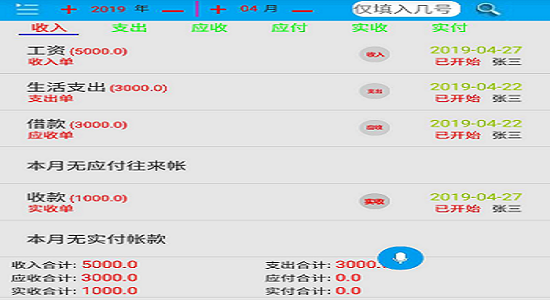 + 2019 年 — + 04 月 — 仅填入几号
收入 支出 应收 应付 实收 实付
工资(5000.0) 收入 2019-04-27
收入单 已开始 张三
生活支出(3000.0) 支出 2019-04-22
支出单 已开始 张三
借款(3000.0) 应收 2019-04-22
应收单 已开始 张三
本月无应付往来帐
收款(1000.0) 实收 2019-04-27
实收单 已开始 张三
本月无实付帐款
收入合计: 5000.0 支出合计: 3000.0
应收合计: 3000.0 应付合计: 0.0
实收合计: 1000.0 实付合计: 0.0